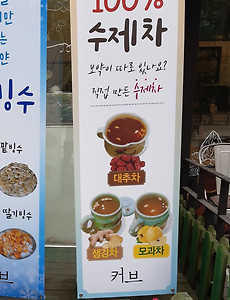 100%
수제차
보약이 따로 있나요?
직접 만든 수제차
대추차
생강차
모과차
커브
빙수
팥빙수
딸기빙수